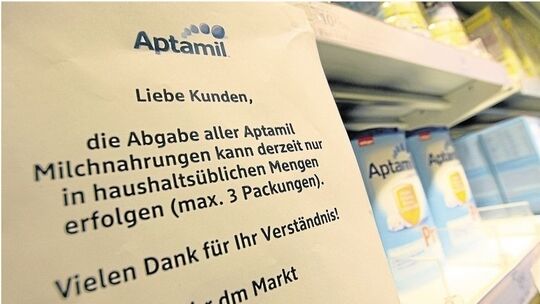 Aptamil
Liebe Kunden,
die Abgabe aller Aptamil
Milchnahrungen kann derzeit nur
in haushaltsüblichen Mengen
erfolgen (max. 3 Packungen).
Vielen Dank für Ihr Verständnis!
dm Markt
Aptamil
Aptam